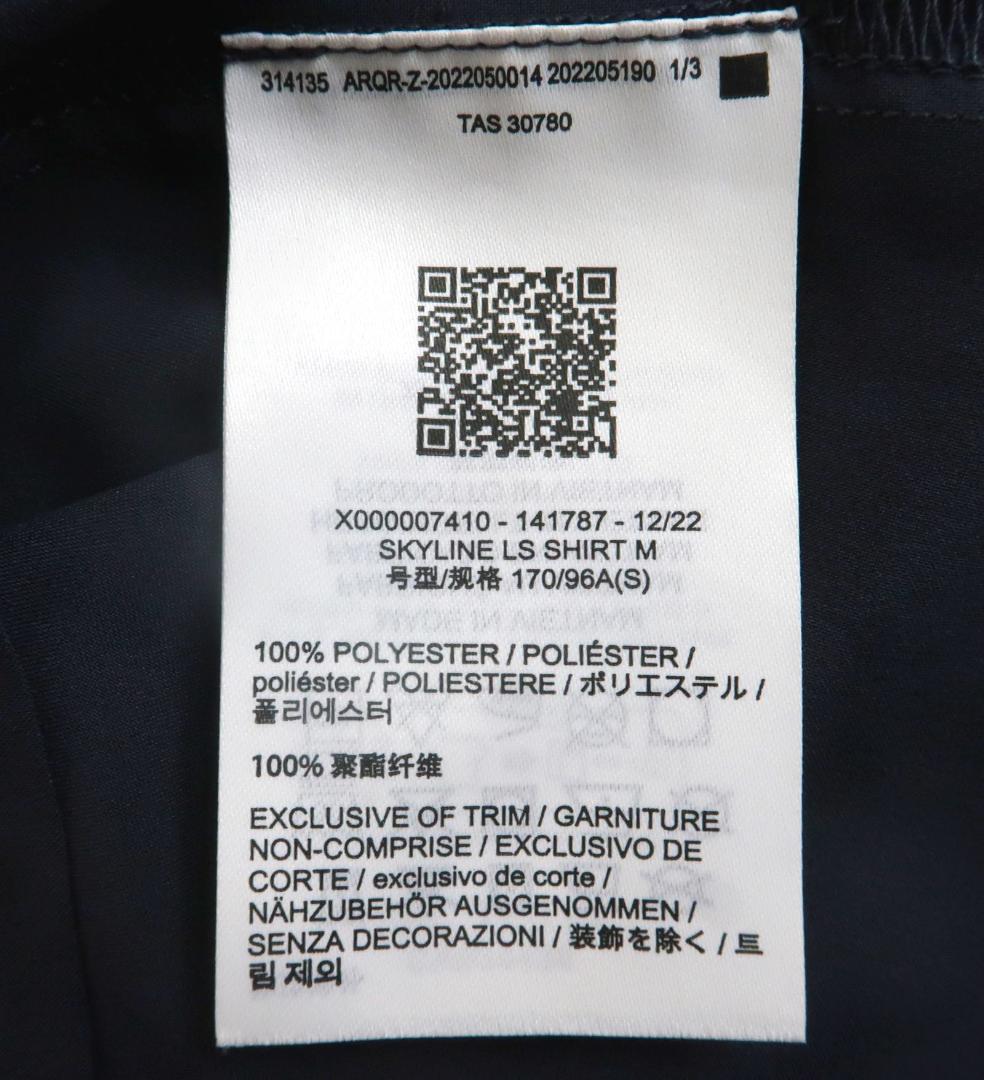 314135 ARQR-Z-2022050014 202205190 1/3
TAS 30780
X000007410 - 141787 - 12/22
SKYLINE LS SHIRT M
号型/规格 170/96A(S)
100% POLYESTER / POLIÉSTER /
poliéster / POLIESTERE / ポリエステル /
폴리에스터
100% 聚酯纤维
EXCLUSIVE OF TRIM / GARNITURE
NON-COMPRISE / EXCLUSIVO DE
CORTE / exclusivo de corte /
NÄHZUBEHÖR AUSGENOMMEN /
SENZA DECORAZIONI / 装飾を除く / 트
림 제외